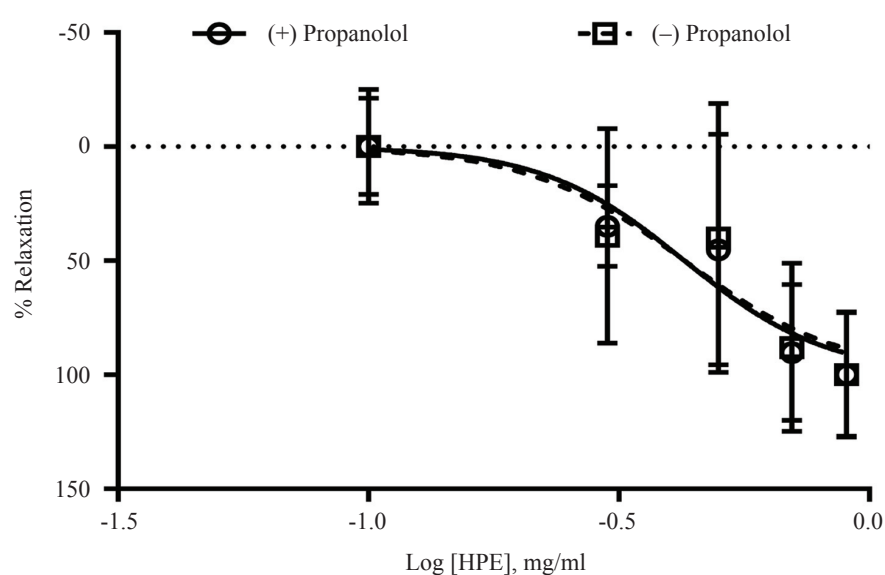 -50
(+) Propanolol
(–) Propanolol
0
50
100
150
% Relaxation
-1.5
-1.0
-0.5
0.0
Log [HPE], mg/ml